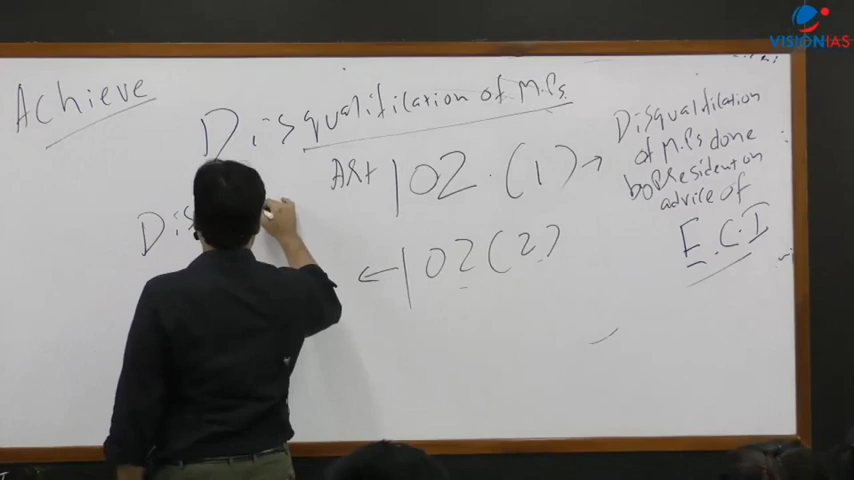 VISIONIAS
Achieve
Disqualification of M.Ps
Art 102.(1) →
Disqualification
of M.Ps done
by President on
advice of
E.C.I
Dis
← 102(2)